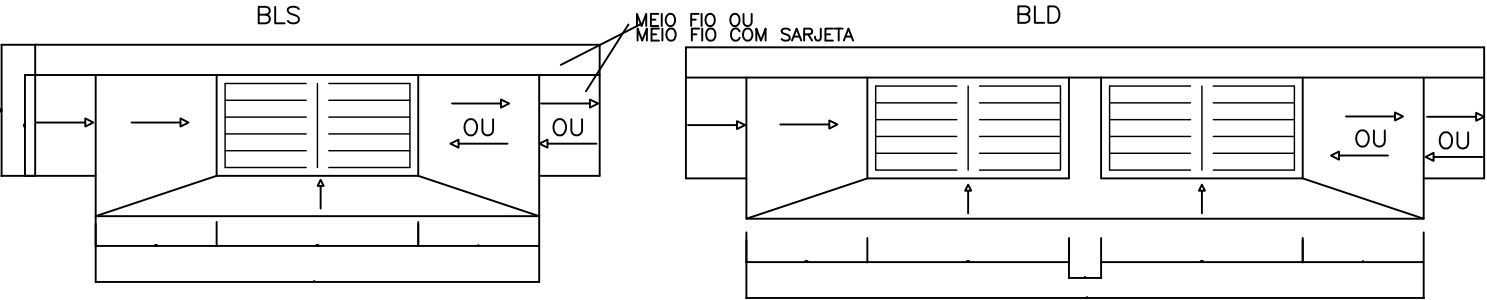 BLS
MEIO FIO OU
MEIO FIO COM SARJETA
BLD
OU
OU
OU
OU